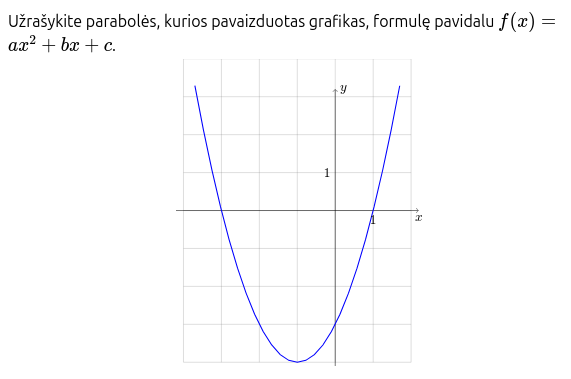 Užrašykite parabolės, kurios pavaizduotas grafikas, formulę pavidalu f(x) =
ax² + bx + c.
y
1
1
x